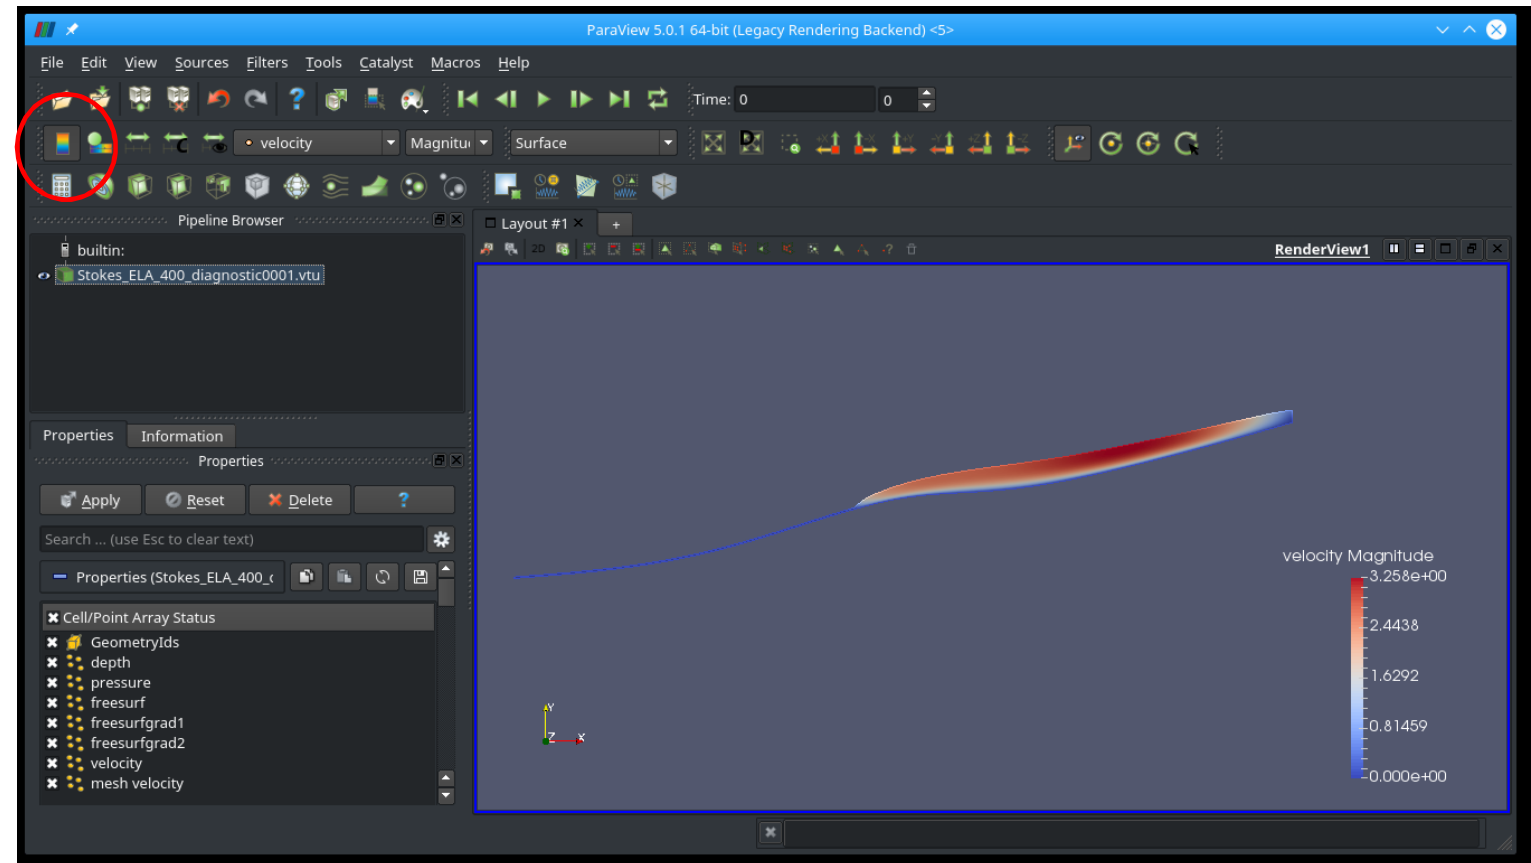 ParaView 5.0.1 64-bit (Legacy Rendering Backend) <5>
File Edit View Sources Filters Tools Catalyst Macros Help
Time: 0 0
velocity Magnitu Surface
Pipeline Browser
Layout #1
builtin:
2D
RenderView1
Stokes_ELA_400_diagnostic0001.vtu
Properties Information
Properties
Apply Reset Delete ?
Search ... (use Esc to clear text)
Properties (Stokes_ELA_400_c
Cell/Point Array Status
GeometryIds
depth
pressure
freesurf
freesurfgrad1
freesurfgrad2
velocity
mesh velocity
velocity Magnitude
3.258e+00
2.4438
1.6292
0.81459
0.000e+00
Y
Z X